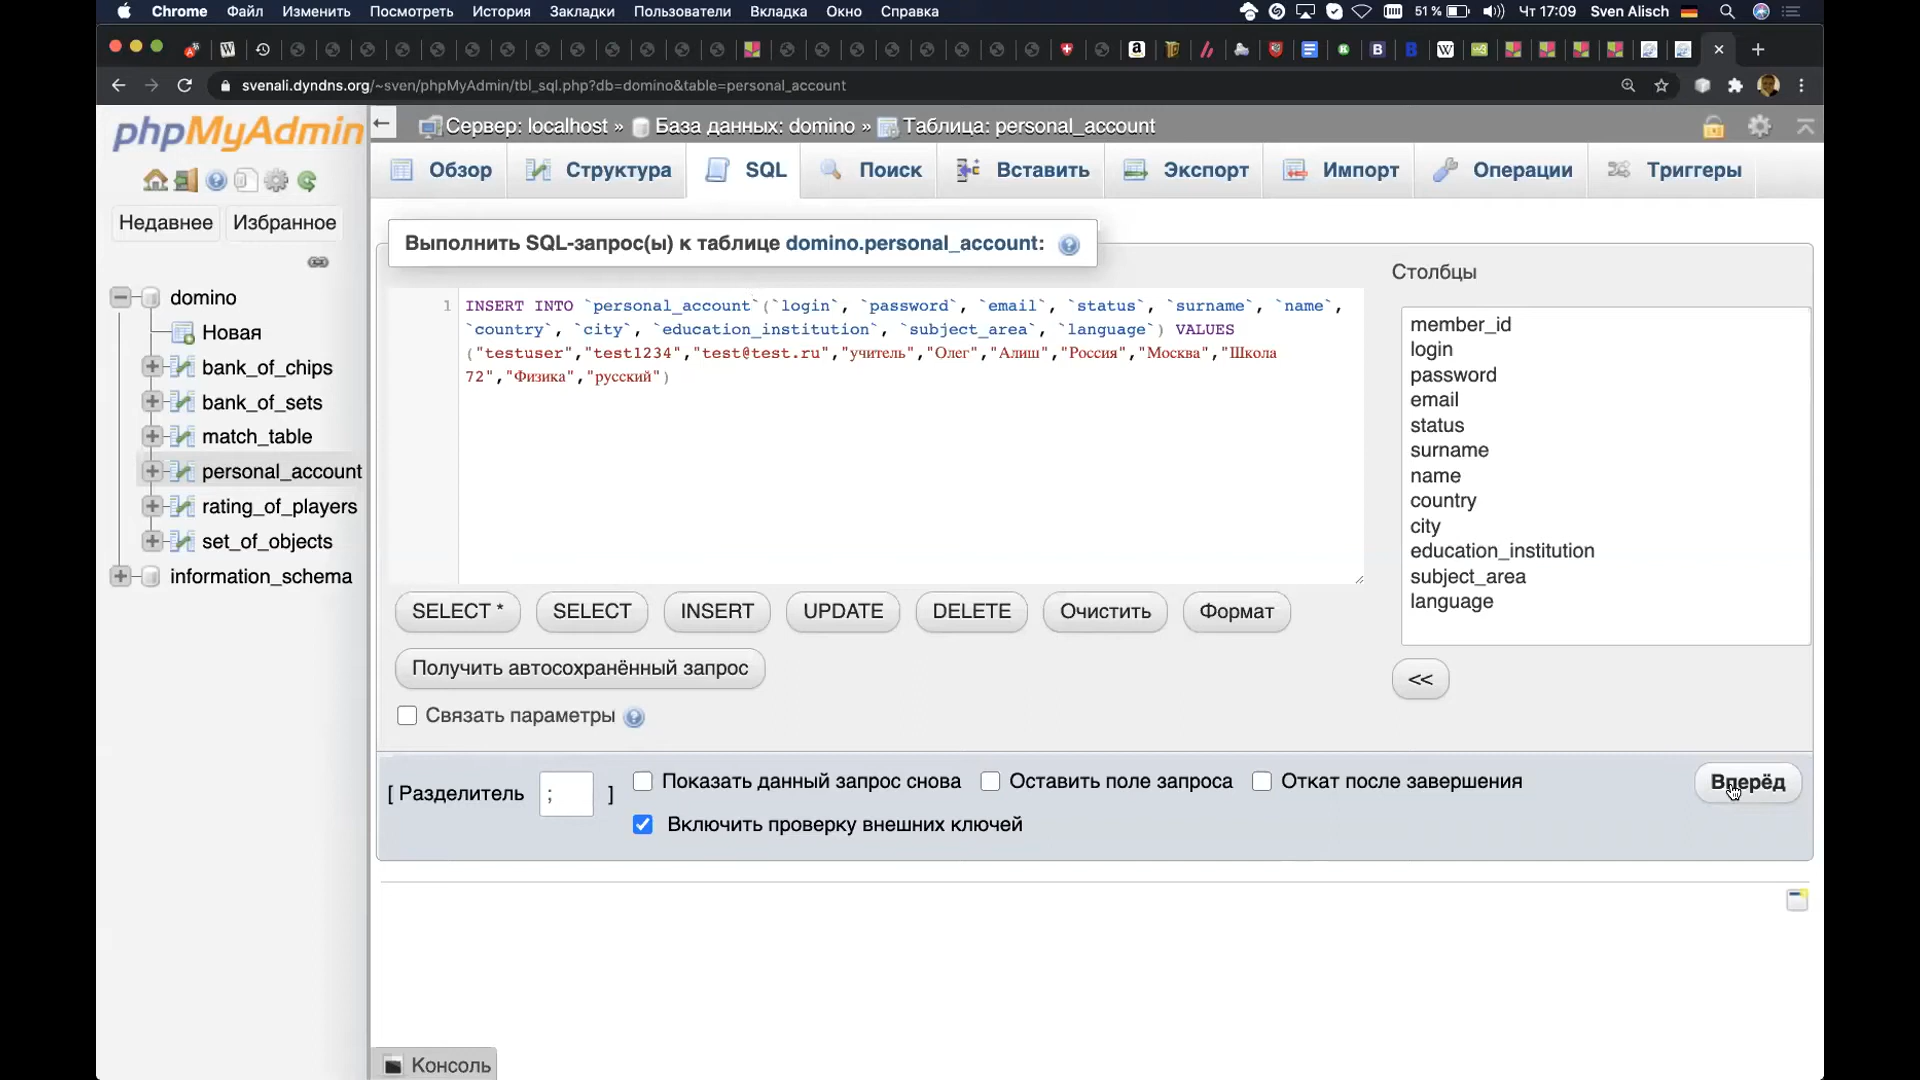 Chrome Файл Изменить Посмотреть История Закладки Пользователи Вкладка Окно Справка 51 % Чт 17:09 Sven Alisch
svenali.dyndns.org/~sven/phpMyAdmin/tbl_sql.php?db=domino&table=personal_account
phpMyAdmin
Недавнее Избранное
domino
Новая
bank_of_chips
bank_of_sets
match_table
personal_account
rating_of_players
set_of_objects
information_schema
Сервер: localhost » База данных: domino » Таблица: personal_account
Обзор Структура SQL Поиск Вставить Экспорт Импорт Операции Триггеры
Выполнить SQL-запрос(ы) к таблице domino.personal_account:
1 INSERT INTO `personal_account`(`login`, `password`, `email`, `status`, `surname`, `name`,
`country`, `city`, `education_institution`, `subject_area`, `language`) VALUES
("testuser","test1234","test@test.ru","учитель","Олег","Алиш","Россия","Москва","Школа
72","Физика","русский")
Столбцы
member_id
login
password
email
status
surname
name
country
city
education_institution
subject_area
language
<<
SELECT * SELECT INSERT UPDATE DELETE Очистить Формат
Получить автосохранённый запрос
Связать параметры
[ Разделитель ; ] Показать данный запрос снова Оставить поле запроса Откат после завершения Вперёд
Включить проверку внешних ключей
Консоль